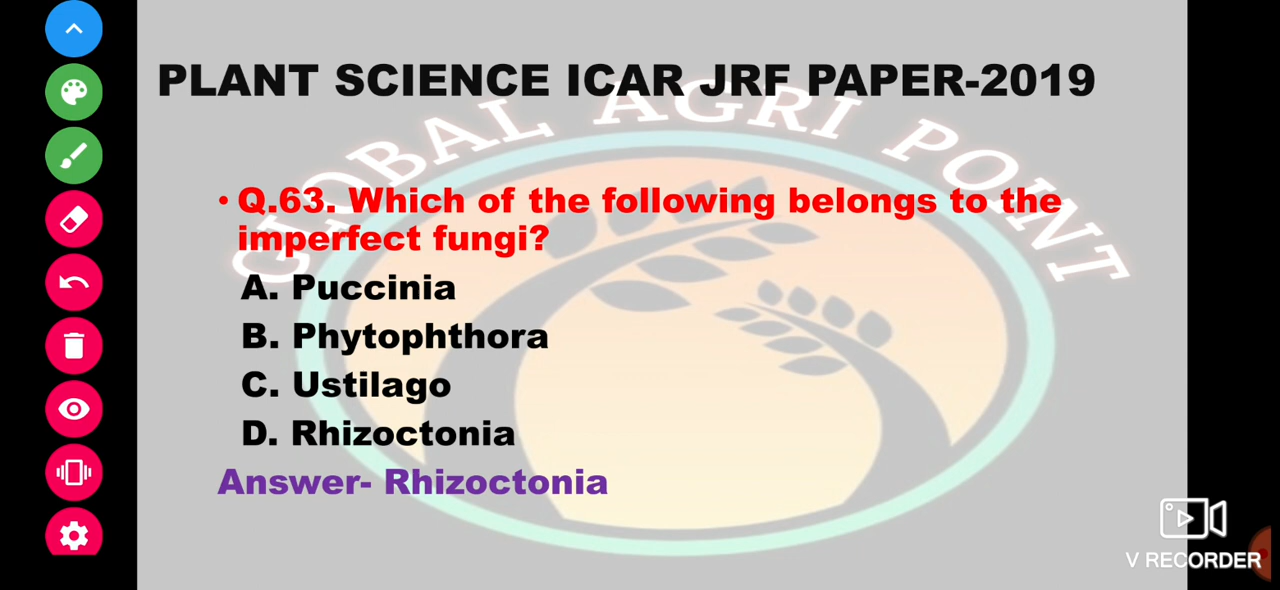 PLANT SCIENCE ICAR JRF PAPER-2019
GLOBAL AGRI POINT
• Q.63. Which of the following belongs to the
imperfect fungi?
A. Puccinia
B. Phytophthora
C. Ustilago
D. Rhizoctonia
Answer- Rhizoctonia
V RECORDER